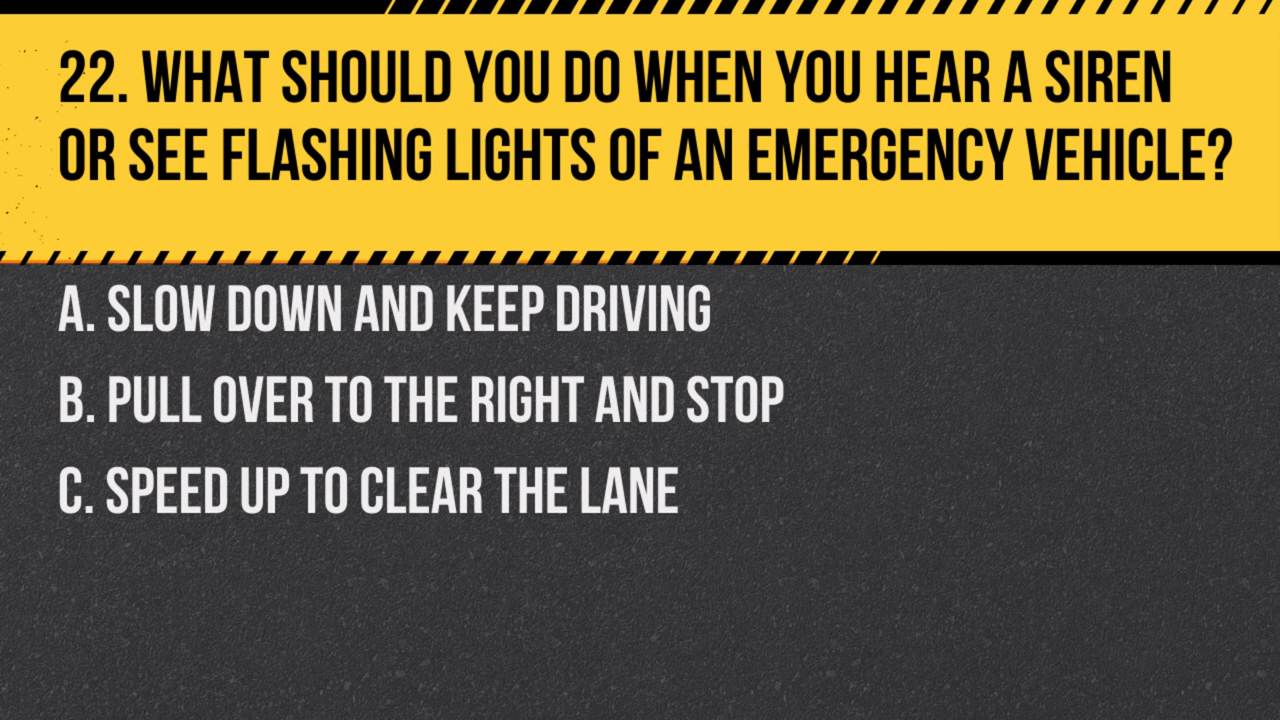 22. WHAT SHOULD YOU DO WHEN YOU HEAR A SIREN
OR SEE FLASHING LIGHTS OF AN EMERGENCY VEHICLE?
A. SLOW DOWN AND KEEP DRIVING
B. PULL OVER TO THE RIGHT AND STOP
C. SPEED UP TO CLEAR THE LANE